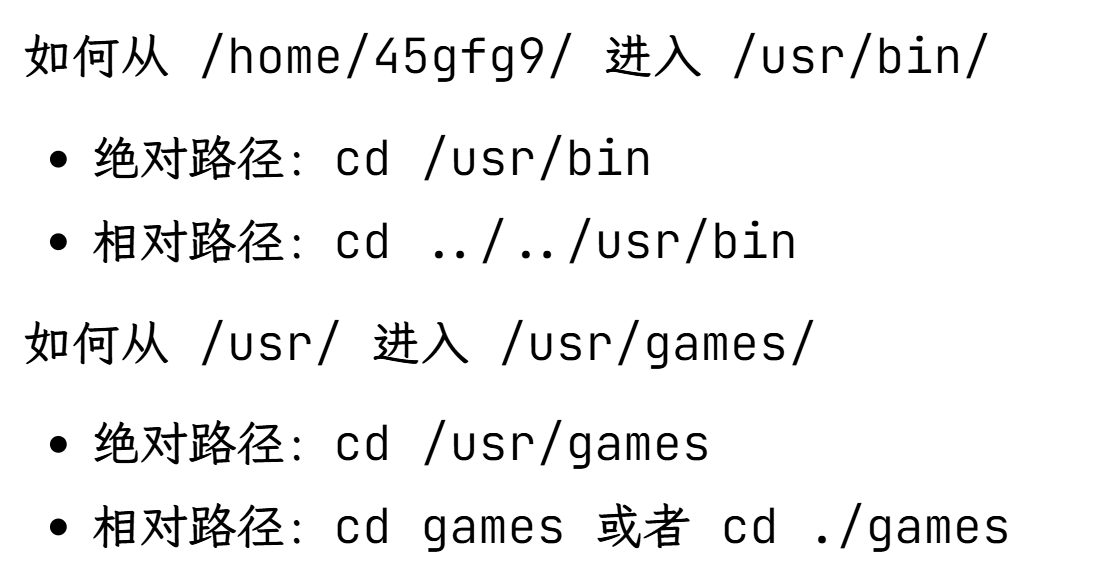 如何从 /home/45gfg9/ 进入 /usr/bin/
• 绝对路径: cd /usr/bin
• 相对路径: cd ../../usr/bin
如何从 /usr/ 进入 /usr/games/
• 绝对路径: cd /usr/games
• 相对路径: cd games 或者 cd ./games